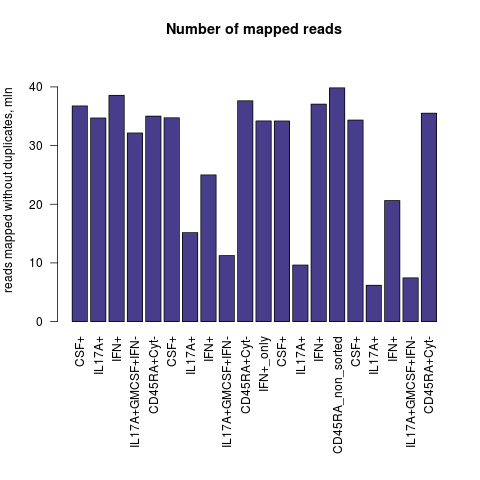 Number of mapped reads
reads mapped without duplicates, mln
40
30
20
10
0
CSF+
IL17A+
IFN+
IL17A+GMCSF+IFN-
CD45RA+Cyt-
CSF+
IL17A+
IFN+
IL17A+GMCSF+IFN-
CD45RA+Cyt-
IFN+_only
CSF+
IL17A+
IFN+
CD45RA_non_sorted
CSF+
IL17A+
IFN+
IL17A+GMCSF+IFN-
CD45RA+Cyt-